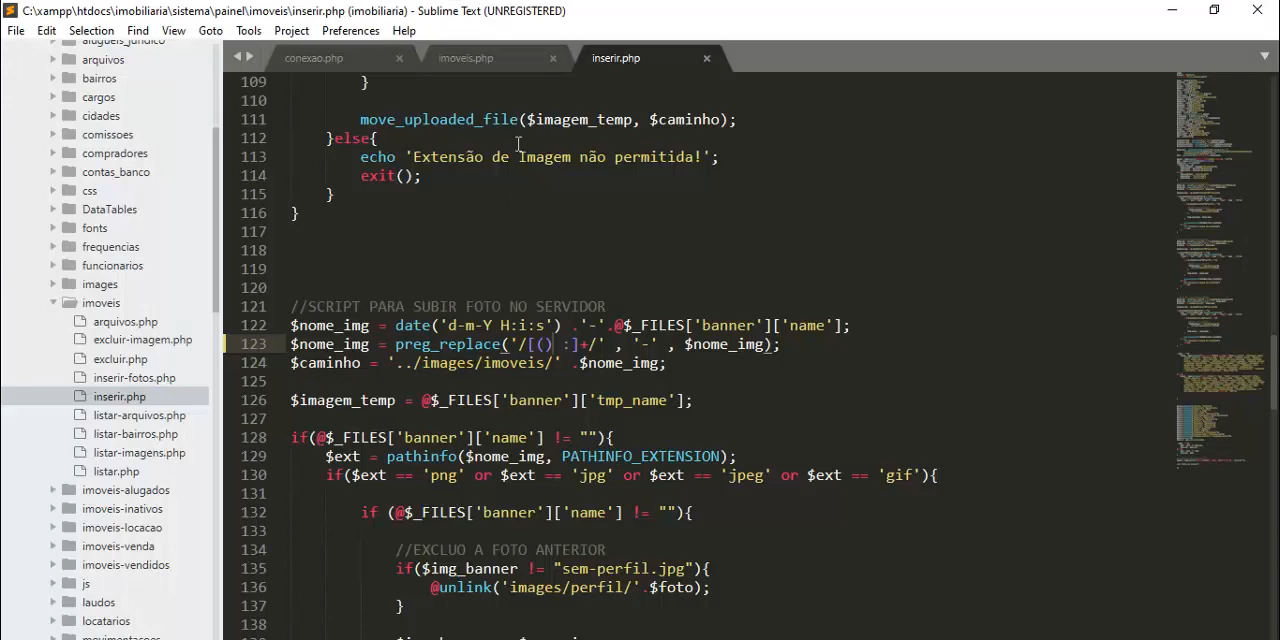 C:\xampp\htdocs\imobiliaria\sistema\painel\imoveis\inserir.php (imobiliaria) - Sublime Text (UNREGISTERED)
File Edit Selection Find View Goto Tools Project Preferences Help
alugueis_juridico
arquivos
bairros
cargos
cidades
comissoes
compradores
contas_banco
css
DataTables
fonts
frequencias
funcionarios
images
imoveis
arquivos.php
excluir-imagem.php
excluir.php
inserir-fotos.php
inserir.php
listar-arquivos.php
listar-bairros.php
listar-imagens.php
listar.php
imoveis-alugados
imoveis-inativos
imoveis-locacao
imoveis-venda
imoveis-vendidos
js
laudos
locatarios
movimentacoes
conexao.php imoveis.php inserir.php
109 }
110
111 move_uploaded_file($imagem_temp, $caminho);
112 }else{
113 echo 'Extensão de Imagem não permitida!';
114 exit();
115 }
116 }
117
118
119
120
121 //SCRIPT PARA SUBIR FOTO NO SERVIDOR
122 $nome_img = date('d-m-Y H:i:s') .'-'.@$_FILES['banner']['name'];
123 $nome_img = preg_replace('/[() :]+/' , '-' , $nome_img);
124 $caminho = '../images/imoveis/' .$nome_img;
125
126 $imagem_temp = @$_FILES['banner']['tmp_name'];
127
128 if(@$_FILES['banner']['name'] != ""){
129 $ext = pathinfo($nome_img, PATHINFO_EXTENSION);
130 if($ext == 'png' or $ext == 'jpg' or $ext == 'jpeg' or $ext == 'gif'){
131
132 if (@$_FILES['banner']['name'] != ""){
133
134 //EXCLUO A FOTO ANTERIOR
135 if($img_banner != "sem-perfil.jpg"){
136 @unlink('images/perfil/'.$foto);
137 }
138